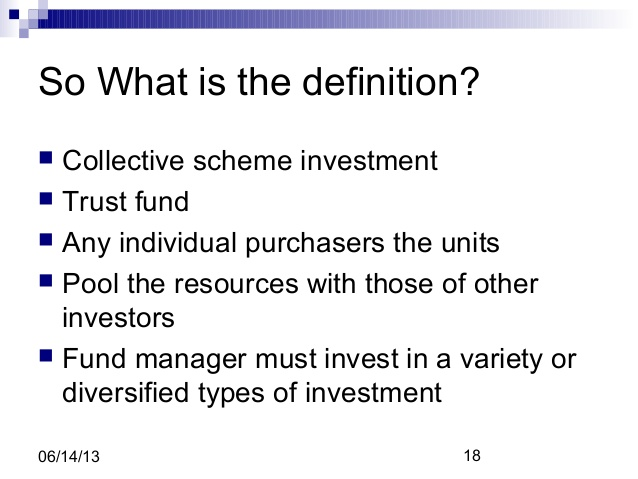 So What is the definition?
Collective scheme investment
Trust fund
Any individual purchasers the units
Pool the resources with those of other
investors
Fund manager must invest in a variety or
diversified types of investment
06/14/13
18